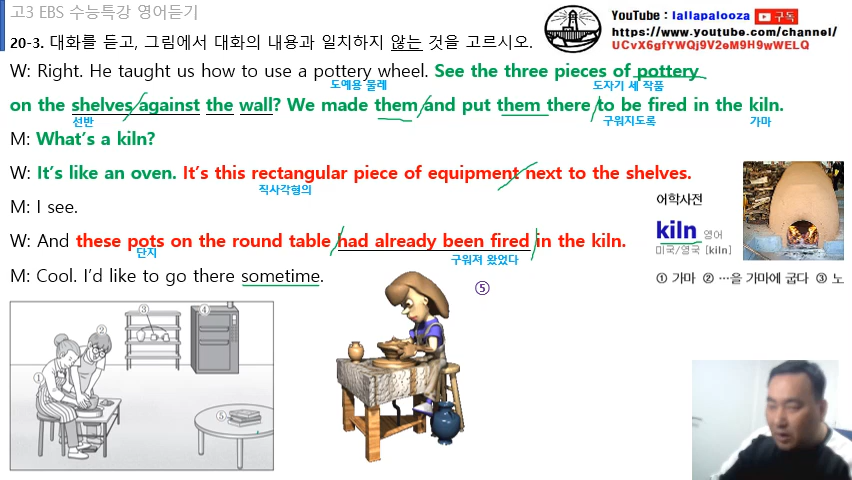 고3 EBS 수능특강 영어듣기
YouTube : lallapalooza 구독
https://www.youtube.com/channel/
UCvX6gfYWQj9V2eM9H9wWELQ
20-3. 대화를 듣고, 그림에서 대화의 내용과 일치하지 않는 것을 고르시오.
W: Right. He taught us how to use a pottery wheel. See the three pieces of pottery
도예용 물레 도자기 세 작품
on the shelves against the wall? We made them and put them there to be fired in the kiln.
선반 구워지도록 가마
M: What's a kiln?
W: It's like an oven. It's this rectangular piece of equipment next to the shelves.
직사각형의
M: I see.
W: And these pots on the round table had already been fired in the kiln.
단지 구워져 왔었다
M: Cool. I'd like to go there sometime.
⑤
어학사전
kiln 영어
미국/영국 [kiln]
① 가마 ② …을 가마에 굽다 ③ 노
① ② ③ ④ ⑤